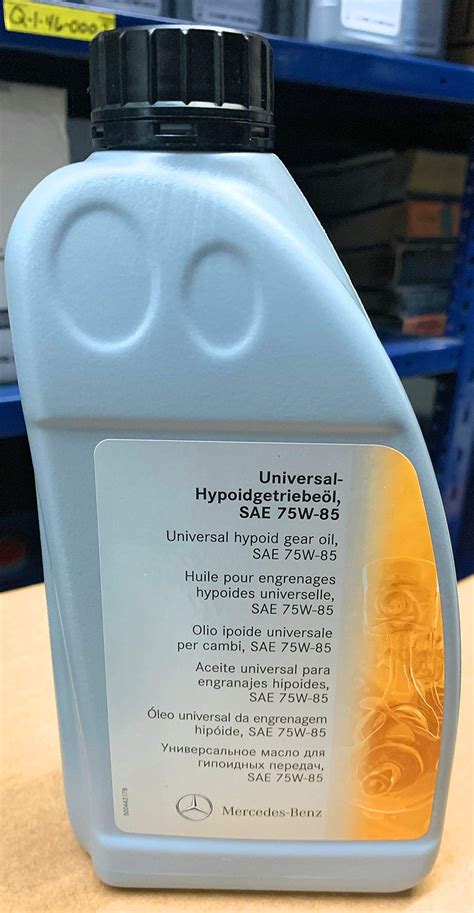 Q-1-46-000
Universal-
Hypoidgetriebeöl,
SAE 75W-85
Universal hypoid gear oil,
SAE 75W-85
Huile pour engrenages
hypoides universelle,
SAE 75W-85
Olio ipoide universale
per cambi, SAE 75W-85
Aceite universal para
engranajes hipoides,
SAE 75W-85
Óleo universal da engrenagem
hipóide, SAE 75W-85
Универсальное масло для
гипоидных передач,
SAE 75W-85
Mercedes-Benz